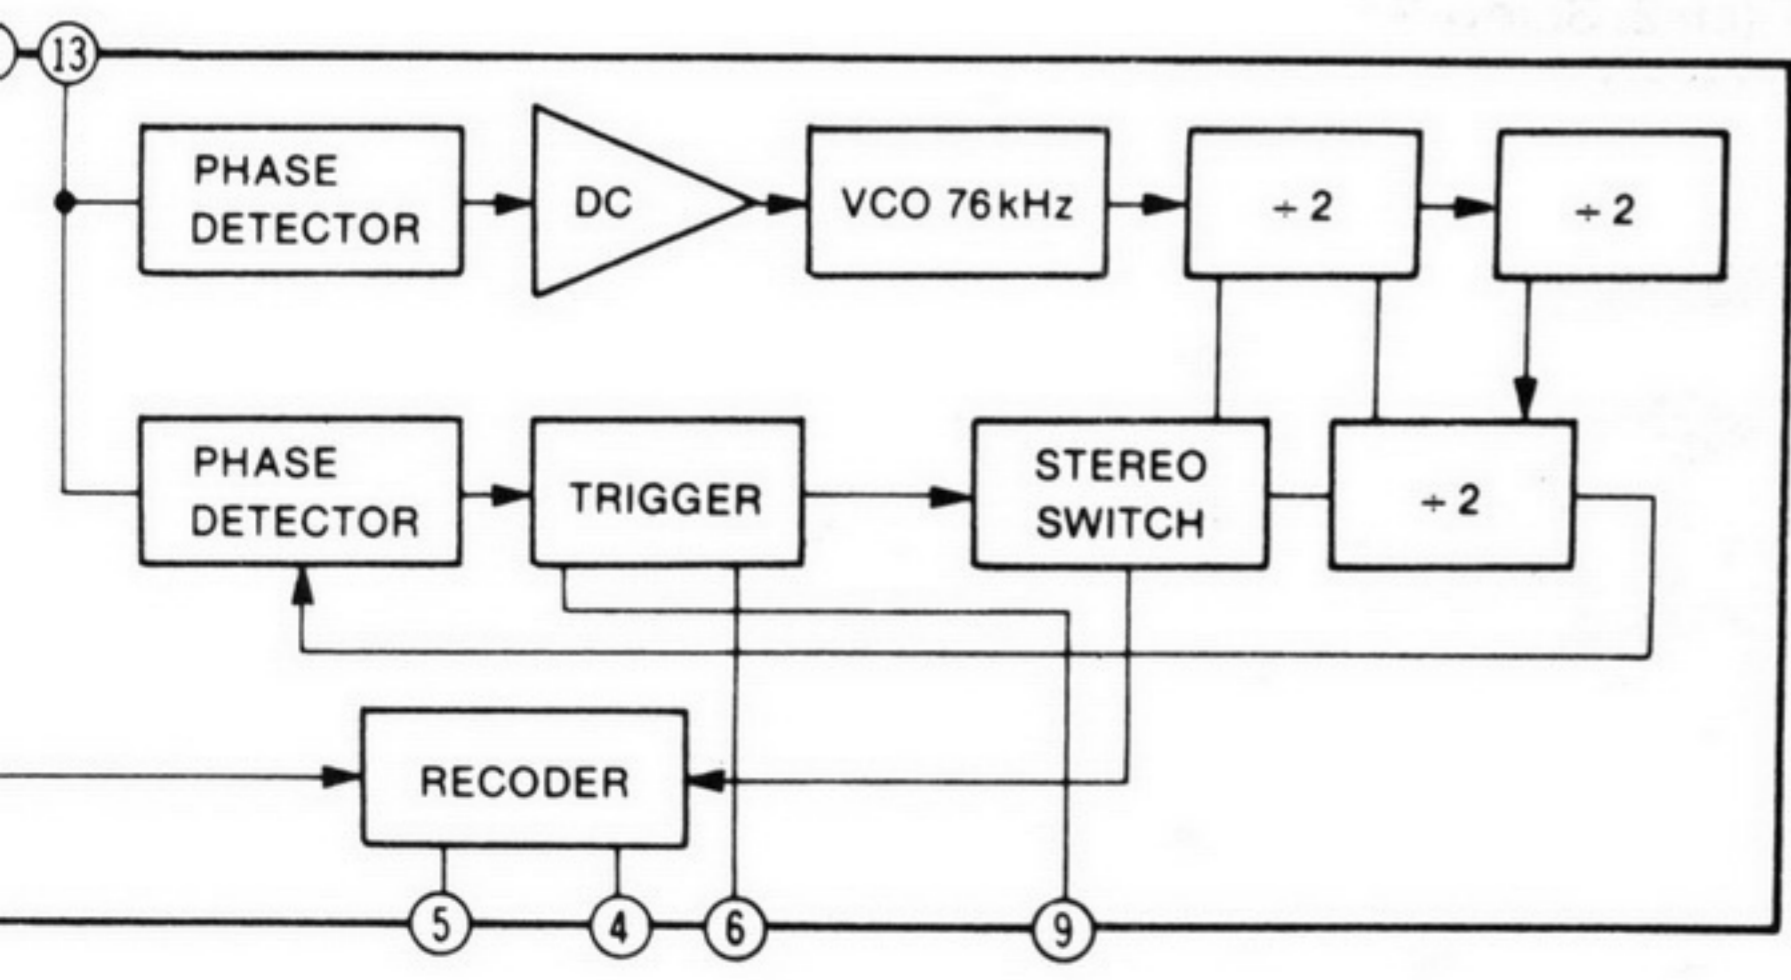 13
PHASE
DETECTOR
DC
VCO 76kHz
÷ 2
÷ 2
PHASE
DETECTOR
TRIGGER
STEREO
SWITCH
÷ 2
RECODER
5
4
6
9